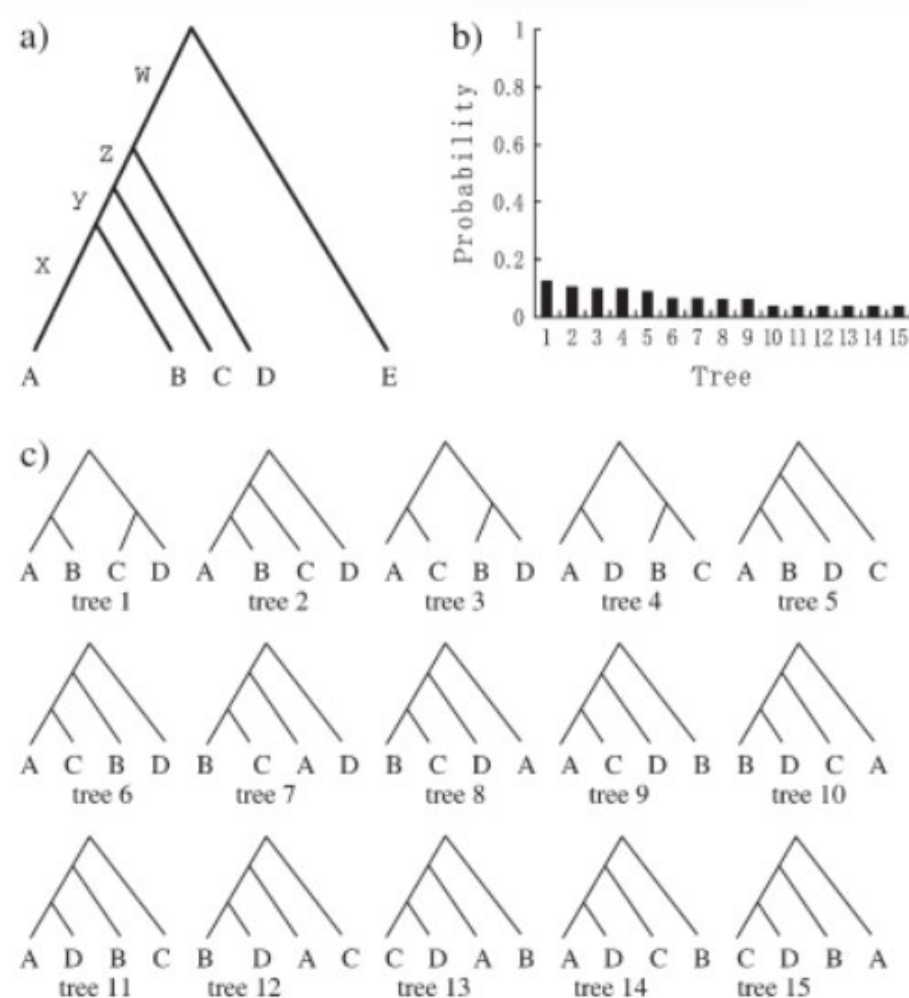 a)
W
Z
y
X
A B C D E
b)
Probability
1
0.8
0.6
0.4
0.2
0
1 2 3 4 5 6 7 8 9 10 11 12 13 14 15
Tree
c)
A B C D A B C D A C B D A D B C A B D C
tree 1 tree 2 tree 3 tree 4 tree 5
A C B D B C A D B C D A A C D B B D C A
tree 6 tree 7 tree 8 tree 9 tree 10
A D B C B D A C C D A B A D C B C D B A
tree 11 tree 12 tree 13 tree 14 tree 15